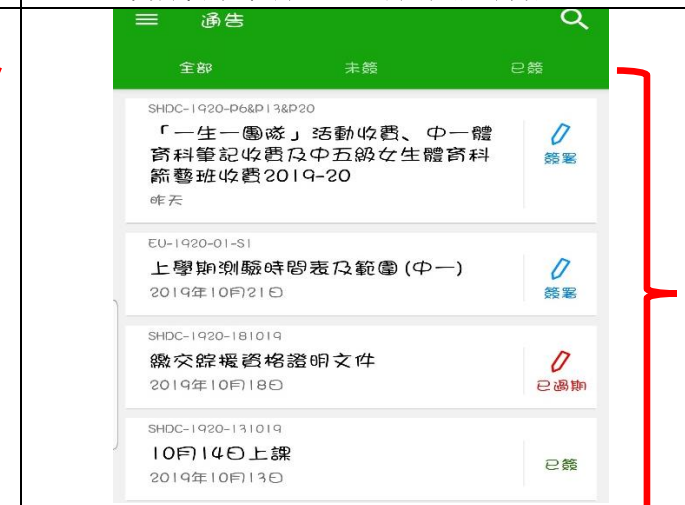 通告
全部 未簽 已簽
SHDC-1920-P6&P13&P20
「一生一團隊」活動收費、中一體
育科筆記收費及中五級女生體育科
箭藝班收費2019-20
昨天
簽署
EU-1920-01-S1
上學期測驗時間表及範圍 (中一)
2019年10月21日
簽署
SHDC-1920-181019
繳交綜援資格證明文件
2019年10月18日
已過期
SHDC-1920-131019
10月14日上課
2019年10月13日
已簽